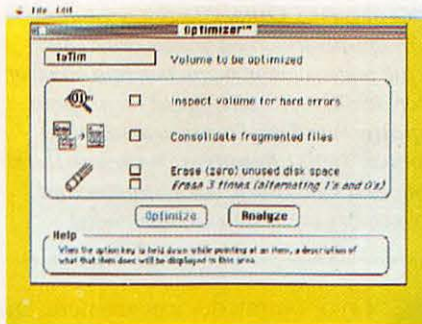 File Edit
Optimizer™
toTim
Volume to be optimized
Inspect volume for hard errors
Consolidate fragmented files
Erase (zero) unused disk space
Erase 3 times (alternating 1's and 0's)
Optimize
Analyze
Help
When the option key is held down while pointing at an item, a description of
what that item does will be displayed in this area.